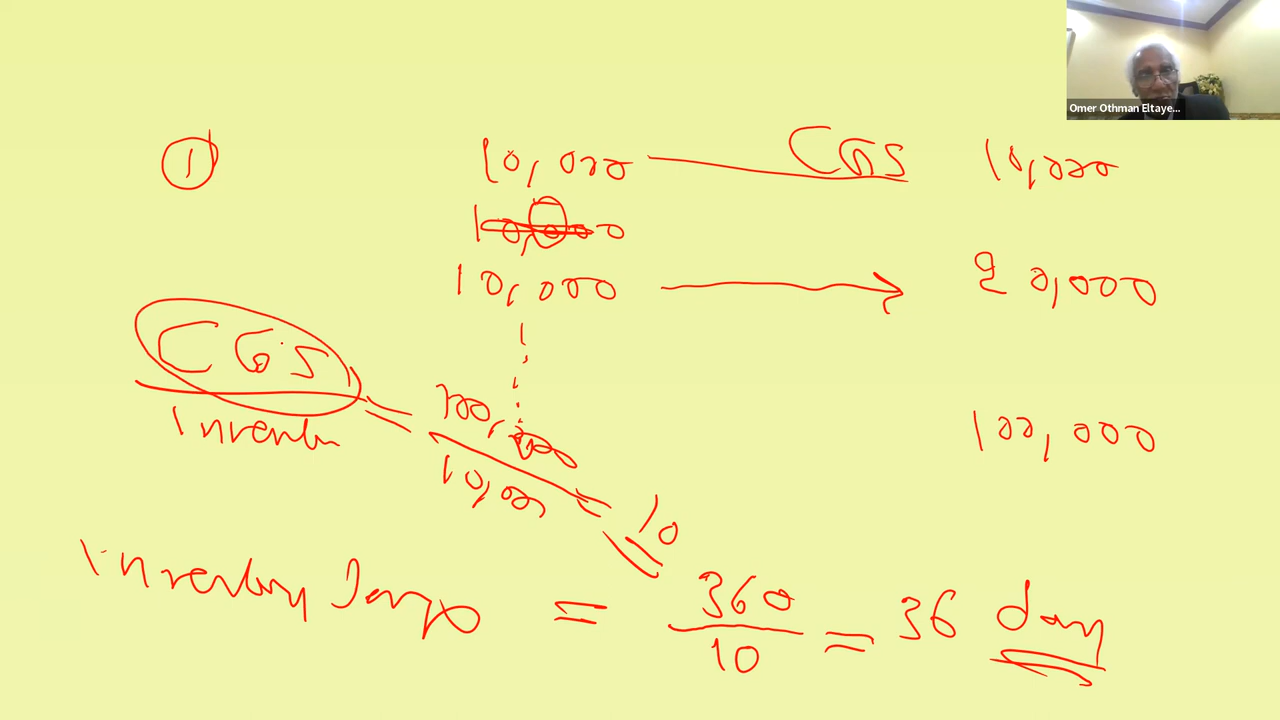 Omer Othman Eltaye...
① 10,000 CGS 10,000
10,000
10,000 → 20,000
CGS / Inventory = 100,000 / 10,000 = 10
100,000
Inventory Days = 360 / 10 = 36 day